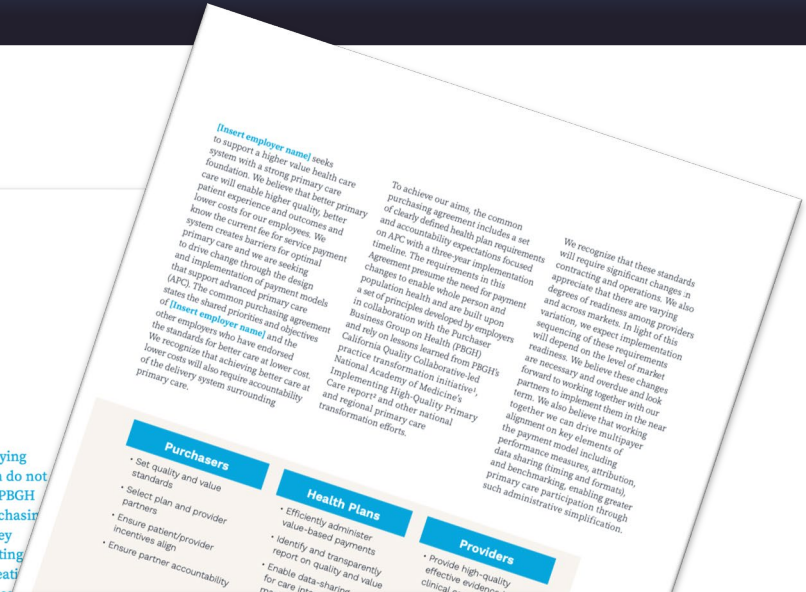 [Insert employer name] seeks
to support a higher value health care
system with a strong primary care
foundation. We believe that better primary
care will enable higher quality, better
patient experience and outcomes and
lower costs for our employees. We
know the current fee for service payment
system creates barriers for optimal
primary care and we are seeking
to drive change through the design
and implementation of payment models
that support advanced primary care
(APC). The common purchasing agreement
states the shared priorities and objectives
of [Insert employer name] and the
other employers who have endorsed
the standards for better care at lower cost.
We recognize that achieving better care at
lower costs will also require accountability
of the delivery system surrounding
primary care.
To achieve our aims, the common
purchasing agreement includes a set
of clearly defined health plan requirements
and accountability expectations focused
on APC with a three-year implementation
timeline. The requirements in this
Agreement presume the need for payment
changes to enable whole person and
population health and are built upon
a set of principles developed by employers
in collaboration with the Purchaser
Business Group on Health (PBGH)
and rely on lessons learned from PBGH's
California Quality Collaborative-led
practice transformation initiative¹,
National Academy of Medicine's
Implementing High-Quality Primary
Care report² and other national
and regional primary care
transformation efforts.
We recognize that these standards
will require significant changes in
contracting and operations. We also
appreciate that there are varying
degrees of readiness among providers
and across markets. In light of this
variation, we expect implementation
sequencing of these requirements
will depend on the level of market
readiness. We believe these changes
are necessary and overdue and look
forward to working together with our
partners to implement them in the near
term. We also believe that working
together we can drive multipayer
alignment on key elements of
the payment model including
performance measures, attribution,
data sharing (timing and formats),
and benchmarking, enabling greater
primary care participation through
such administrative simplification.
Purchasers
• Set quality and value
standards
• Select plan and provider
partners
• Ensure patient/provider
incentives align
• Ensure partner accountability
Health Plans
• Efficiently administer
value-based payments
• Identify and transparently
report on quality and value
• Enable data-sharing
for care
Providers
• Provide high-quality
effective
clinical
do not
PBGH